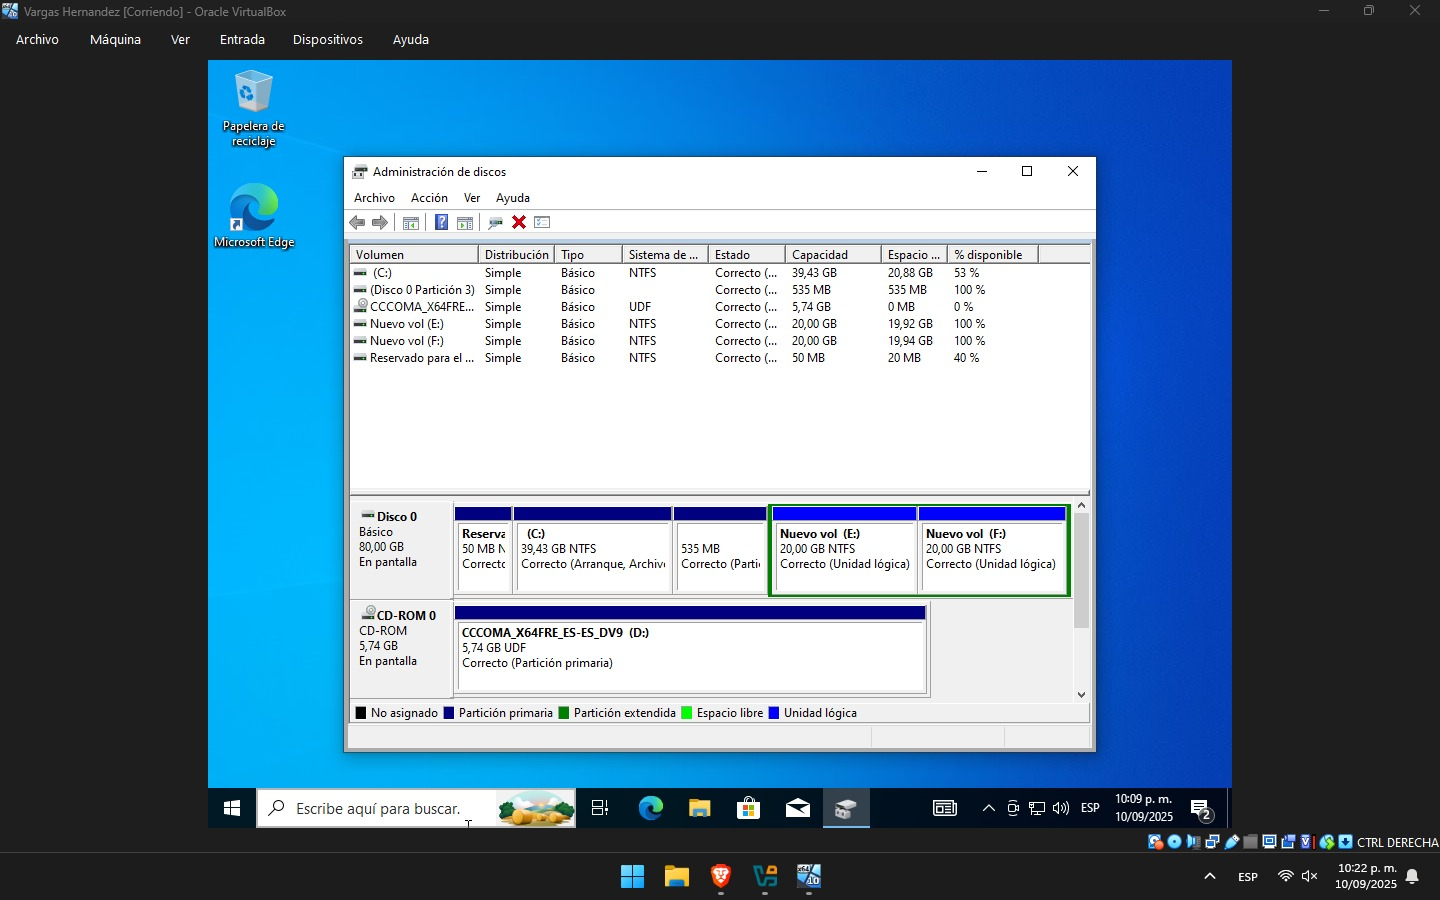 Vargas Hernandez [Corriendo] - Oracle VirtualBox
Archivo Máquina Ver Entrada Dispositivos Ayuda
Papelera de
reciclaje
Microsoft Edge
Administración de discos
Archivo Acción Ver Ayuda
Volumen Distribución Tipo Sistema de ... Estado Capacidad Espacio ... % disponible
(C:) Simple Básico NTFS Correcto (... 39,43 GB 20,88 GB 53 %
(Disco 0 Partición 3) Simple Básico Correcto (... 535 MB 535 MB 100 %
CCCOMA_X64FRE... Simple Básico UDF Correcto (... 5,74 GB 0 MB 0 %
Nuevo vol (E:) Simple Básico NTFS Correcto (... 20,00 GB 19,92 GB 100 %
Nuevo vol (F:) Simple Básico NTFS Correcto (... 20,00 GB 19,94 GB 100 %
Reservado para el ... Simple Básico NTFS Correcto (... 50 MB 20 MB 40 %
Disco 0
Básico
80,00 GB
En pantalla
Reserva
50 MB N
Correcto
(C:)
39,43 GB NTFS
Correcto (Arranque, Archiv
535 MB
Correcto (Parti
Nuevo vol (E:)
20,00 GB NTFS
Correcto (Unidad lógica)
Nuevo vol (F:)
20,00 GB NTFS
Correcto (Unidad lógica)
CD-ROM 0
CD-ROM
5,74 GB
En pantalla
CCCOMA_X64FRE_ES-ES_DV9 (D:)
5,74 GB UDF
Correcto (Partición primaria)
No asignado Partición primaria Partición extendida Espacio libre Unidad lógica
Escribe aquí para buscar.
ESP
10:09 p. m.
10/09/2025
2
CTRL DERECHA
ESP
10:22 p. m.
10/09/2025